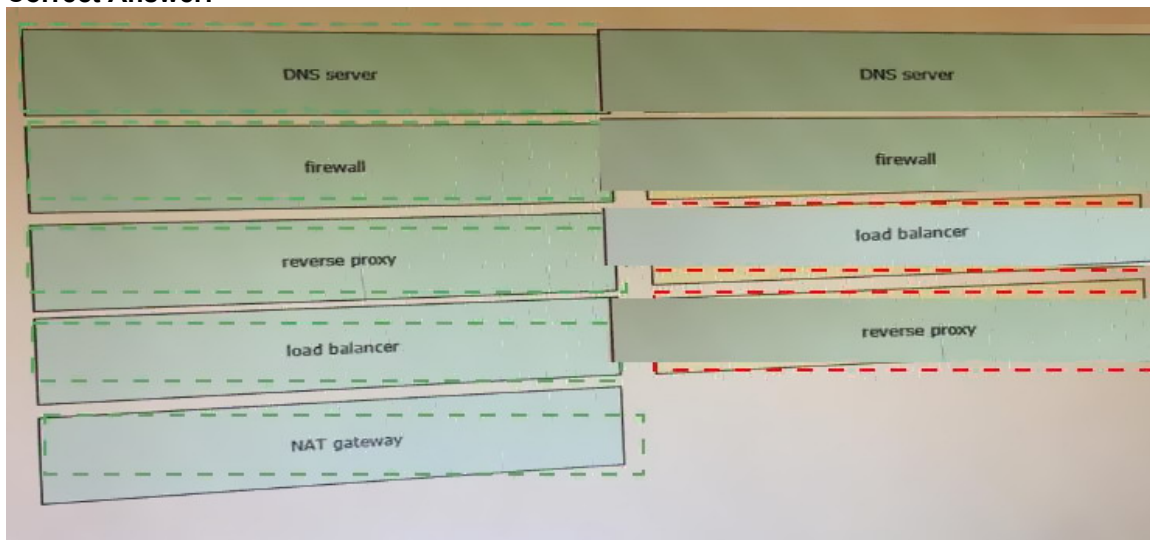 Correct Answer:
DNS server
DNS server
firewall
firewall
reverse proxy
load balancer
load balancer
reverse proxy
NAT gateway